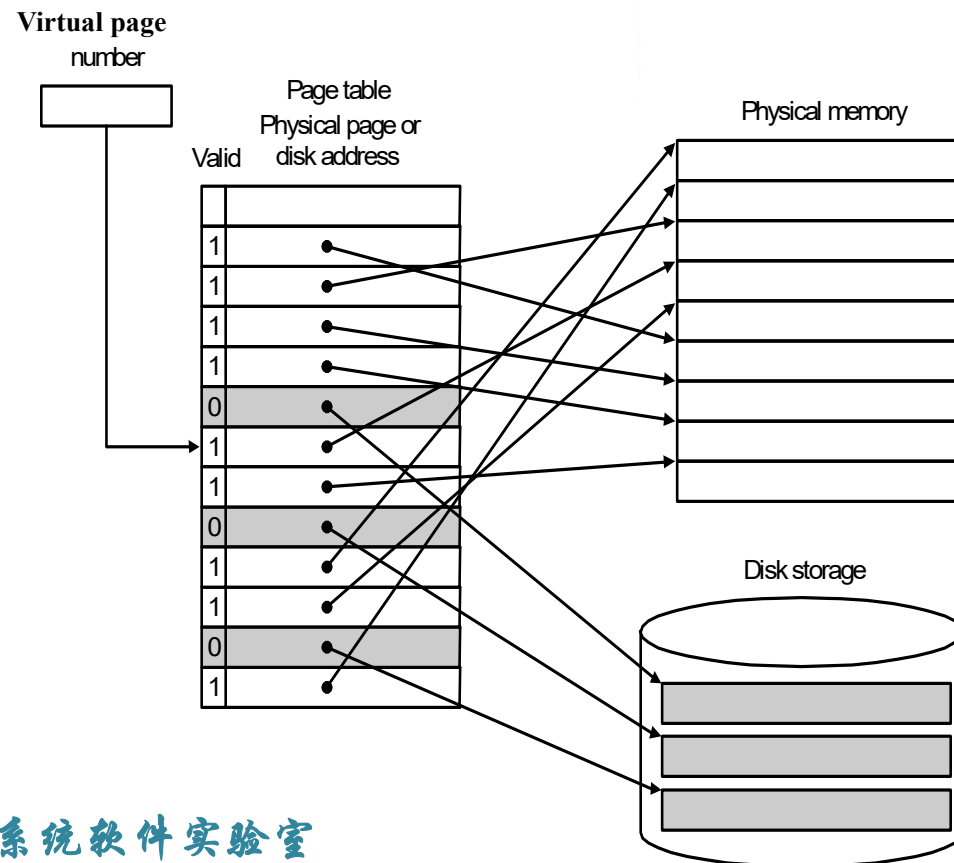 Virtual page
number
Page table
Physical page or
disk address
Valid
Physical memory
1
1
1
1
0
1
1
0
1
1
0
1
Disk storage
系统软件实验室